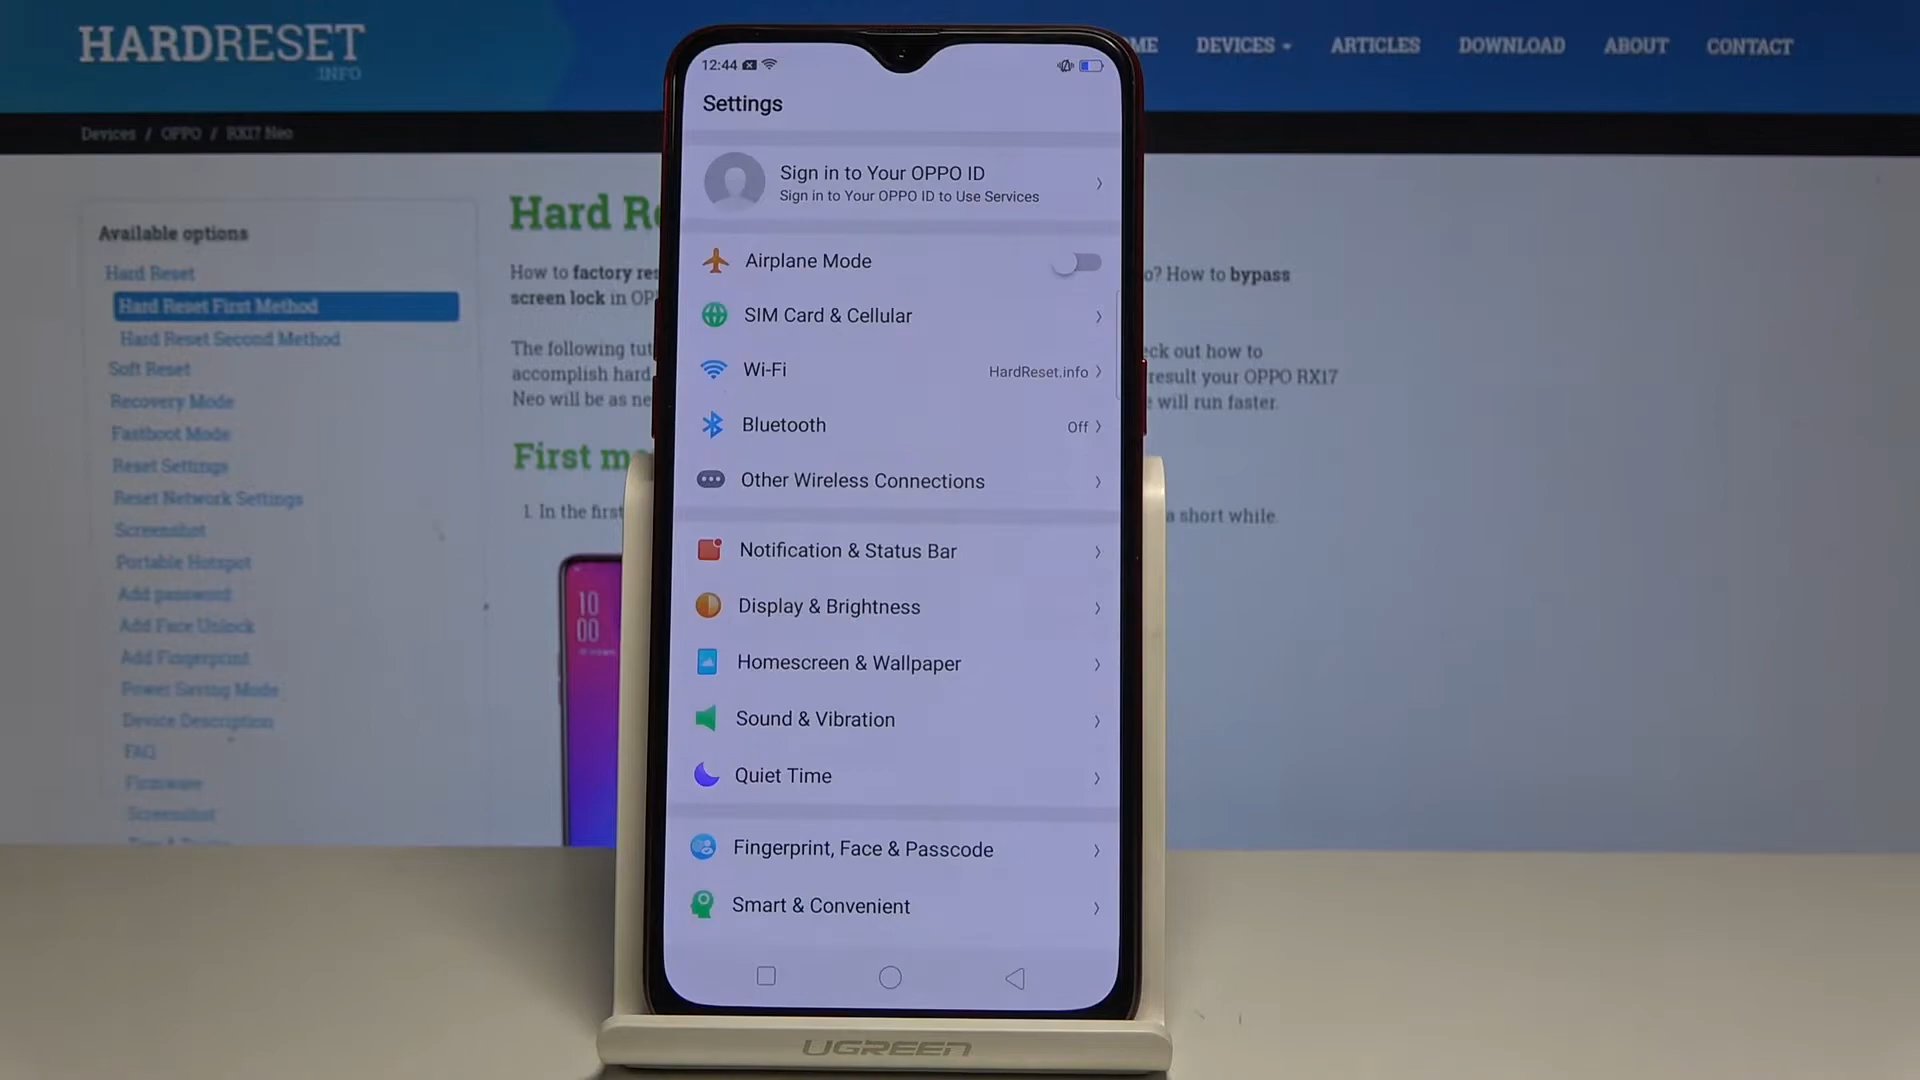 HARDRESET
.INFO
DEVICES
ARTICLES
DOWNLOAD
ABOUT
CONTACT
Devices / OPPO / RX17 Neo
Available options
Hard Reset
Hard Reset First Method
Hard Reset Second Method
Soft Reset
Recovery Mode
Fastboot Mode
Reset Settings
Reset Network Settings
Screenshot
Portable Hotspot
Add password
Add Face Unlock
Add Fingerprint
Power Saving Mode
Device Description
FAQ
Firmware
Screenshot
Hard
How to factory
screen lock in
The following
accomplish hard
Neo will be as
First
1. In the first
10
00
o? How to bypass
how to
result your OPPO RX17
will run faster.
a short while.
12:44
Settings
Sign in to Your OPPO ID
Sign in to Your OPPO ID to Use Services
Airplane Mode
SIM Card & Cellular
Wi-Fi HardReset.info
Bluetooth Off
Other Wireless Connections
Notification & Status Bar
Display & Brightness
Homescreen & Wallpaper
Sound & Vibration
Quiet Time
Fingerprint, Face & Passcode
Smart & Convenient
UGREEN